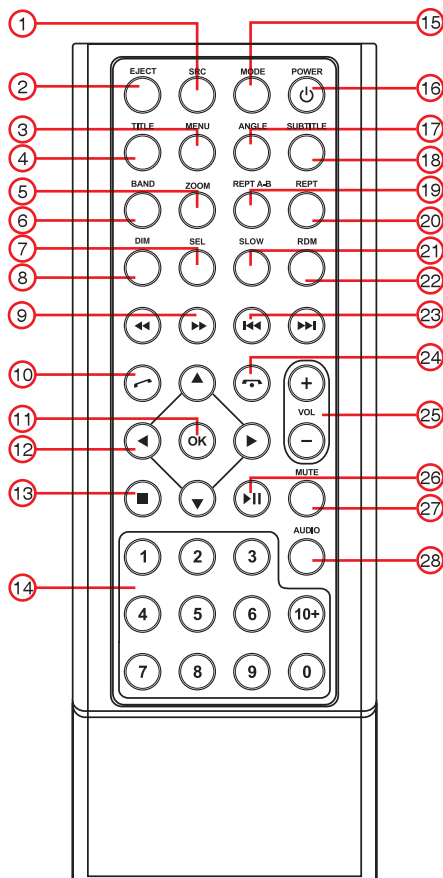 1 15
EJECT SRC MODE POWER
2 16
3 17
TITLE MENU ANGLE SUBTITLE
4 18
5 19
BAND ZOOM REPT A-B REPT
6 20
7 21
DIM SEL SLOW RDM
8 22
9 23
10 24
+
11 VOL 25
OK
12 −
13 26
MUTE
27
AUDIO
1 2 3
14 28
4 5 6 10+
7 8 9 0